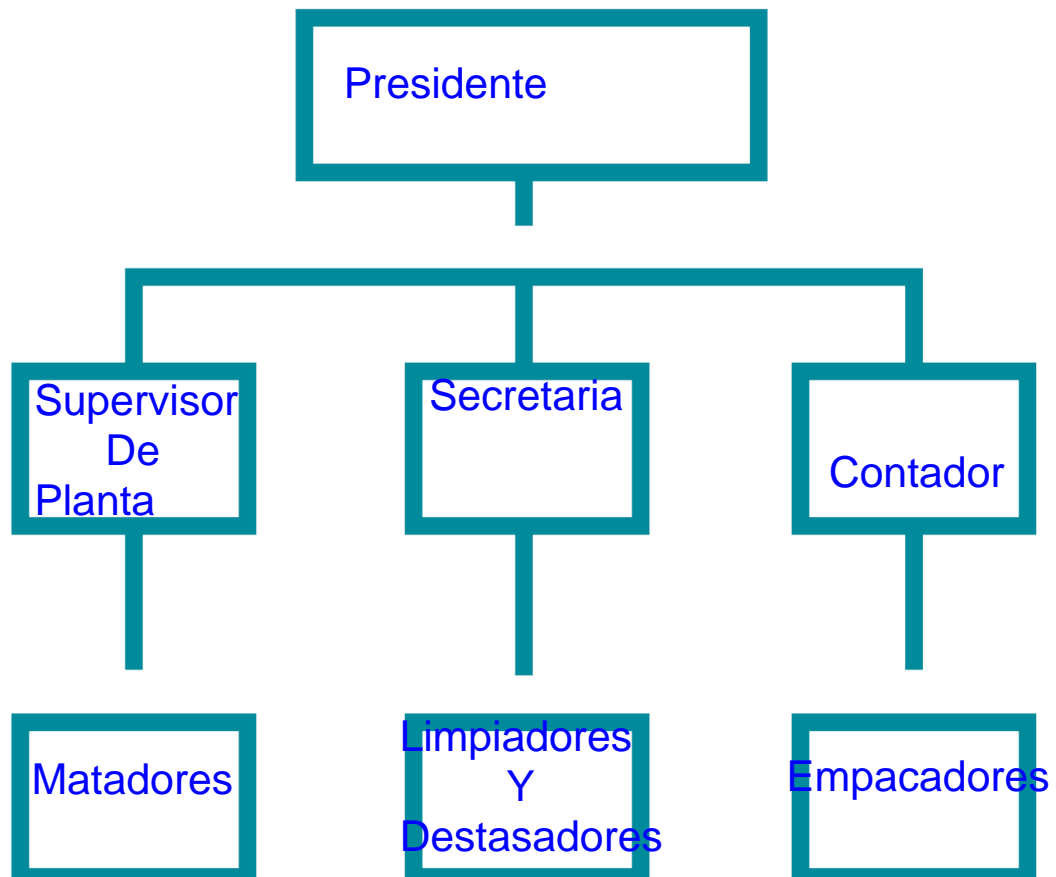 Presidente
Supervisor
De
Planta
Secretaria
Contador
Matadores
Limpiadores
Y
Destasadores
Empacadores